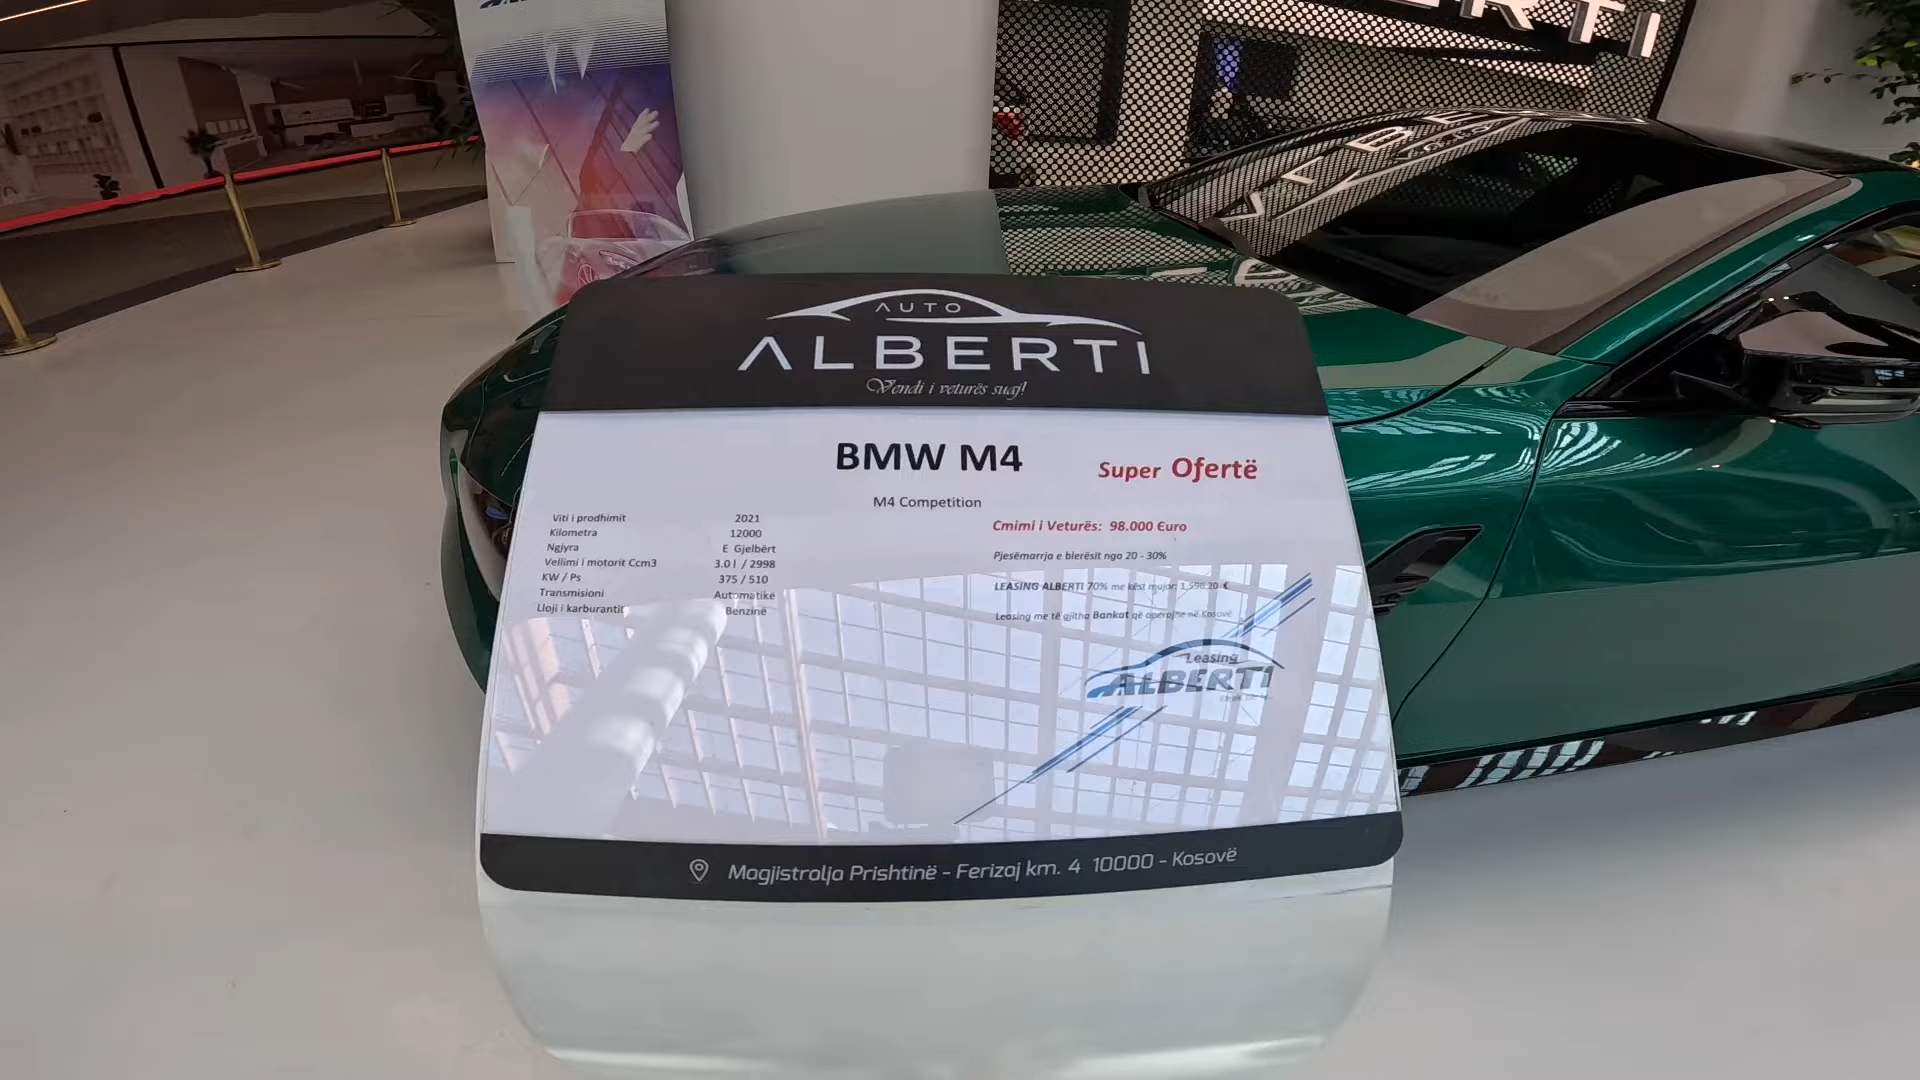 AUTO
ALBERTI
Vendi i veturës suaj!
BMW M4
Super Ofertë
M4 Competition
Viti i prodhimit 2021
Kilometra 12000
Ngjyra E Gjelbërt
Vellimi i motorit Ccm3 3.0 l / 2998
KW / Ps 375 / 510
Transmisioni Automatikë
Lloji i karburantit Benzinë
Cmimi i Veturës: 98.000 €uro
Pjesëmarrja e blerësit nga 20 - 30%
LEASING ALBERTI 70% me këst mujor: €
Leasing me të gjitha Bankat që operojne në Kosovë
Leasing
ALBERTI
Magjistralja Prishtinë - Ferizaj km. 4 10000 - Kosovë